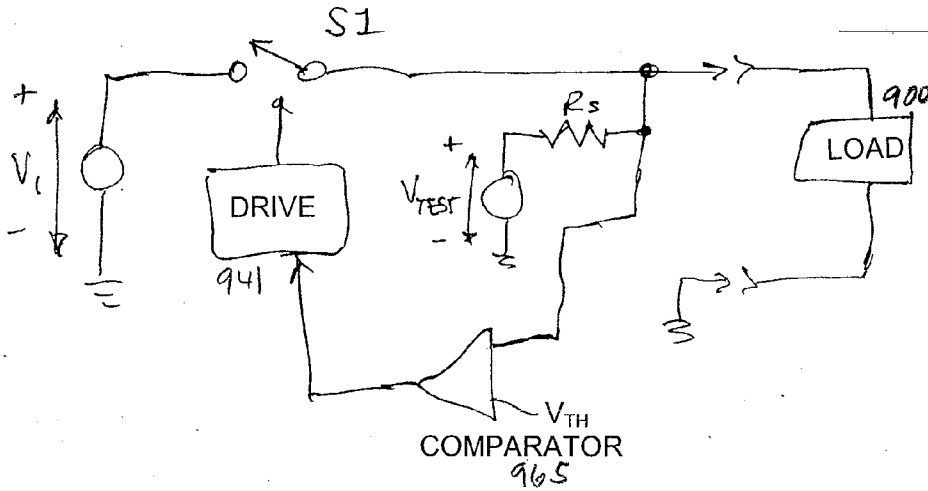 S1
+
V1
-
DRIVE
941
RS
+
VTEST
-
900
LOAD
VTH
COMPARATOR
965